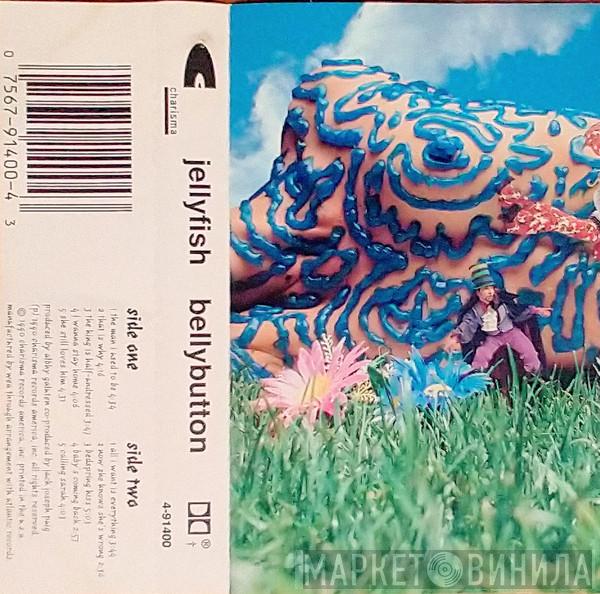 charisma
jellyfish bellybutton
side one
1 the man i used to be 4:34
2 that is why 4:16
3 the king is half-undressed 3:47
4 i wanna stay home 4:06
5 she still loves him 4:31
side two
1 all i want is everything 3:44
2 now she knows she's wrong 2:36
3 bedspring kiss 5:03
4 baby's coming back 2:57
5 calling sarah 4:03
produced by albhy galuten co-produced by jack joseph puig
(p) 1990 charisma records america, inc. all rights reserved.
© 1990 charisma records america, inc. printed in the u.s.a.
manufactured by wea through arrangement with atlantic records
4-91400
0 7567-91400-4 3
МАРКЕТ ВИНИЛА